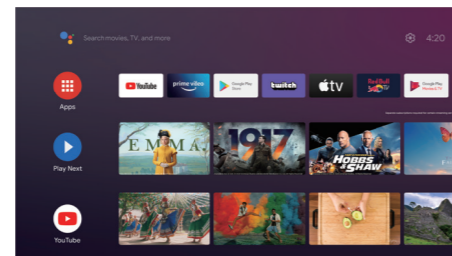 Search movies, TV, and more
4:20
Apps
YouTube
prime video
Google Play
Store
twitch
tv
Red Bull
TV
Google Play
Movies & TV
Play Next
EMMA.
1917
HOBBS
& SHAW
YouTube